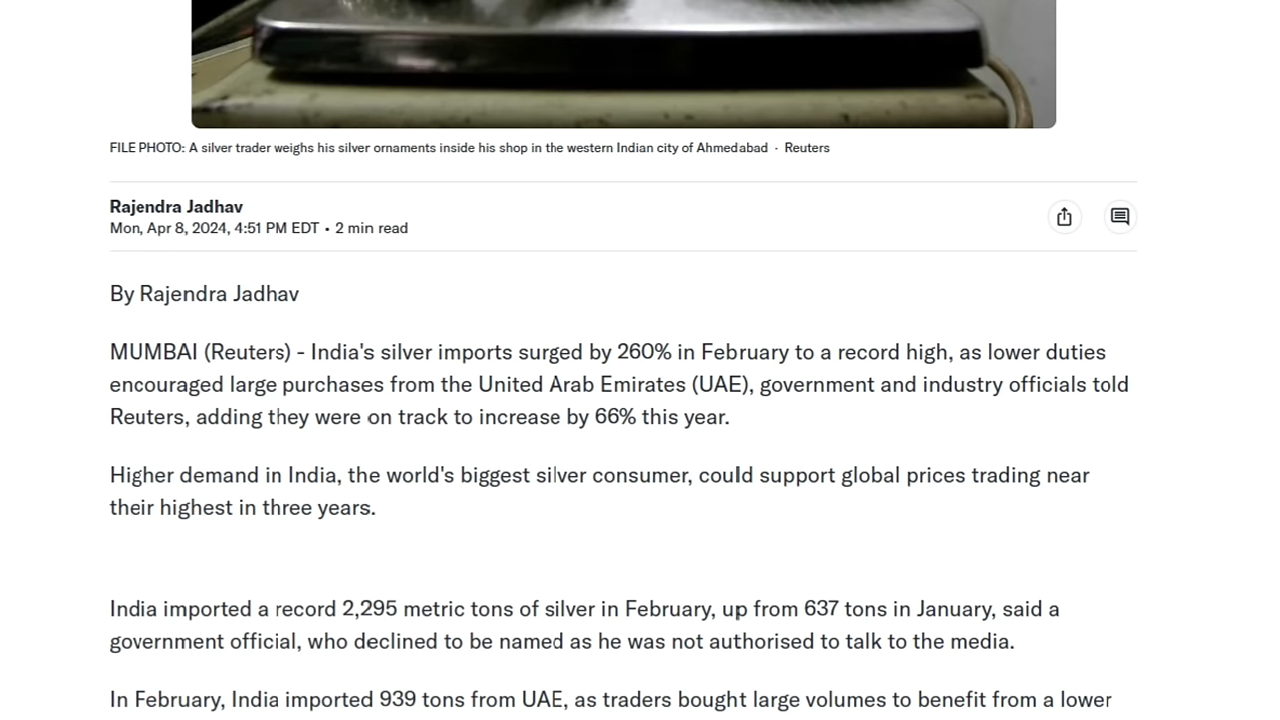 FILE PHOTO: A silver trader weighs his silver ornaments inside his shop in the western Indian city of Ahmedabad · Reuters
Rajendra Jadhav
Mon, Apr 8, 2024, 4:51 PM EDT • 2 min read
By Rajendra Jadhav
MUMBAI (Reuters) - India's silver imports surged by 260% in February to a record high, as lower duties
encouraged large purchases from the United Arab Emirates (UAE), government and industry officials told
Reuters, adding they were on track to increase by 66% this year.
Higher demand in India, the world's biggest silver consumer, could support global prices trading near
their highest in three years.
India imported a record 2,295 metric tons of silver in February, up from 637 tons in January, said a
government official, who declined to be named as he was not authorised to talk to the media.
In February, India imported 939 tons from UAE, as traders bought large volumes to benefit from a lower